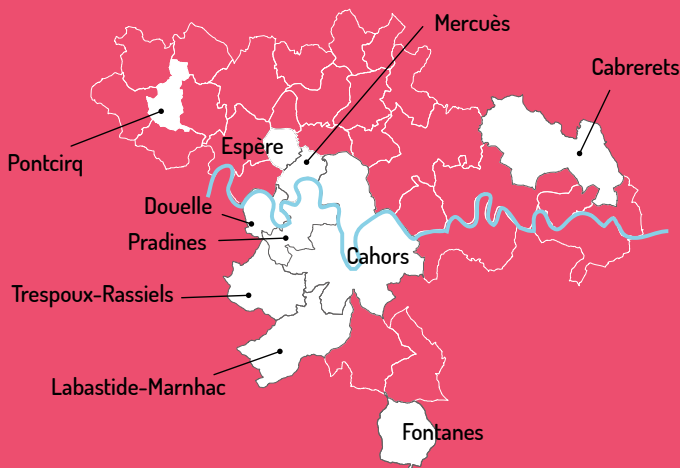 Mercuès
Cabrerets
Espère
Pontcirq
Douelle
Pradines
Cahors
Trespoux-Rassiels
Labastide-Marnhac
Fontanes